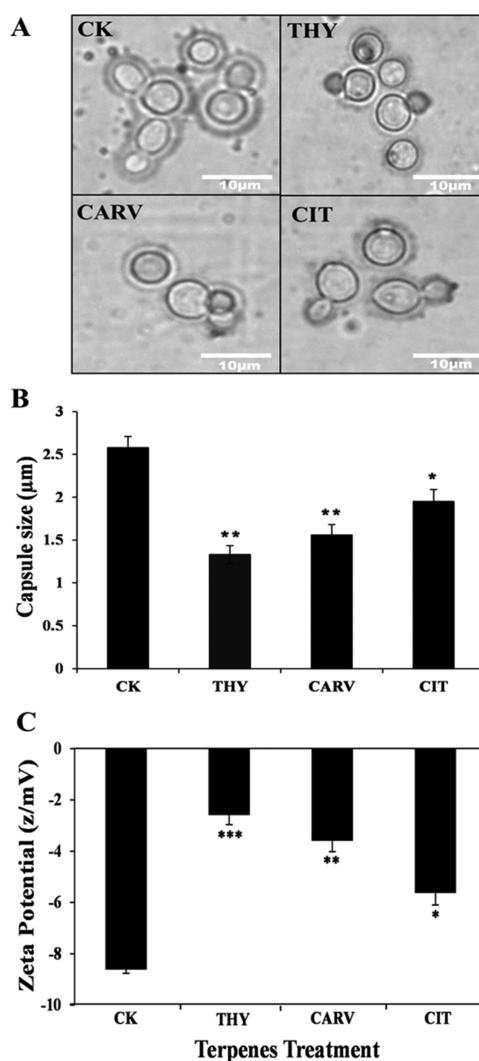 A
CK
THY
10μm
10μm
CARV
CIT
10μm
10μm
B
Capsule size (μm)
3
2.5
2
1.5
1
0.5
0
**
**
*
CK
THY
CARV
CIT
C
Zeta Potential (z/mV)
0
-2
-4
-6
-8
-10
***
**
*
CK
THY
CARV
CIT
Terpenes Treatment